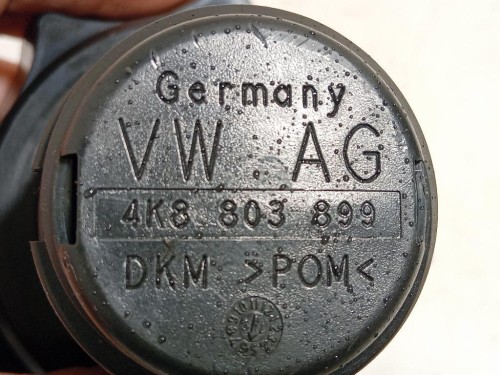 Germany
VW AG
4K8 803 899
DKM >POM<